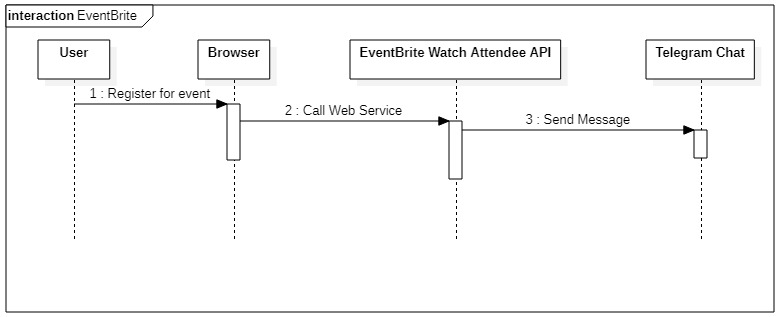 interaction EventBrite
User
Browser
EventBrite Watch Attendee API
Telegram Chat
1 : Register for event
2 : Call Web Service
3 : Send Message